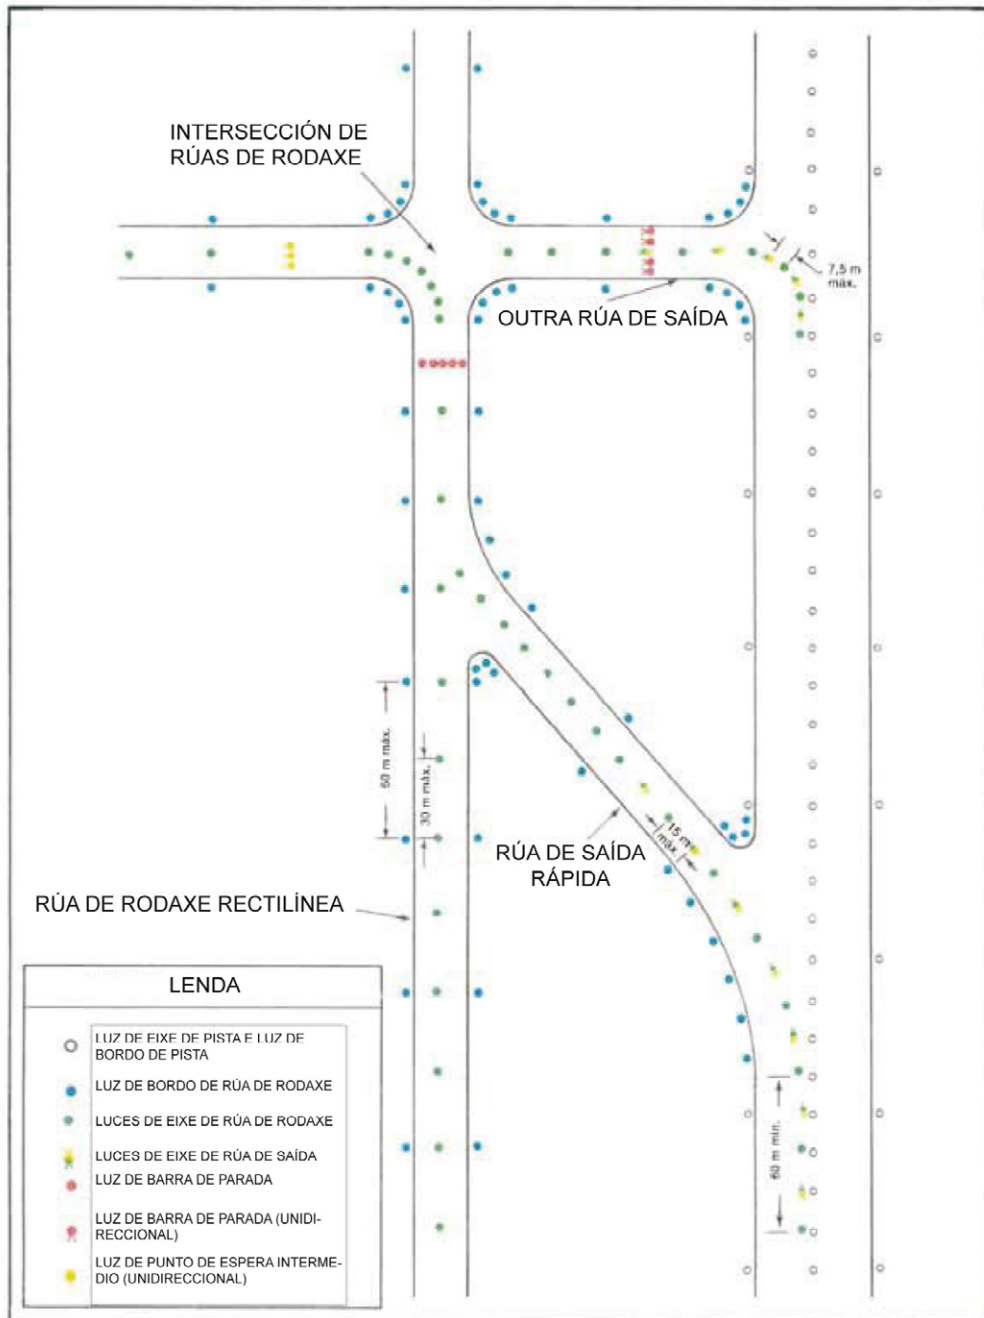 INTERSECCIÓN DE
RÚAS DE RODAXE
7,5 m
máx.
OUTRA RÚA DE SAÍDA
60 m máx.
30 m máx.
15 m
máx.
RÚA DE SAÍDA
RÁPIDA
RÚA DE RODAXE RECTILÍNEA
60 m mín.
LENDA
LUZ DE EIXE DE PISTA E LUZ DE
BORDO DE PISTA
LUZ DE BORDO DE RÚA DE RODAXE
LUCES DE EIXE DE RÚA DE RODAXE
LUCES DE EIXE DE RÚA DE SAÍDA
LUZ DE BARRA DE PARADA
LUZ DE BARRA DE PARADA (UNIDI-
RECCIONAL)
LUZ DE PUNTO DE ESPERA INTERME-
DIO (UNIDIRECCIONAL)